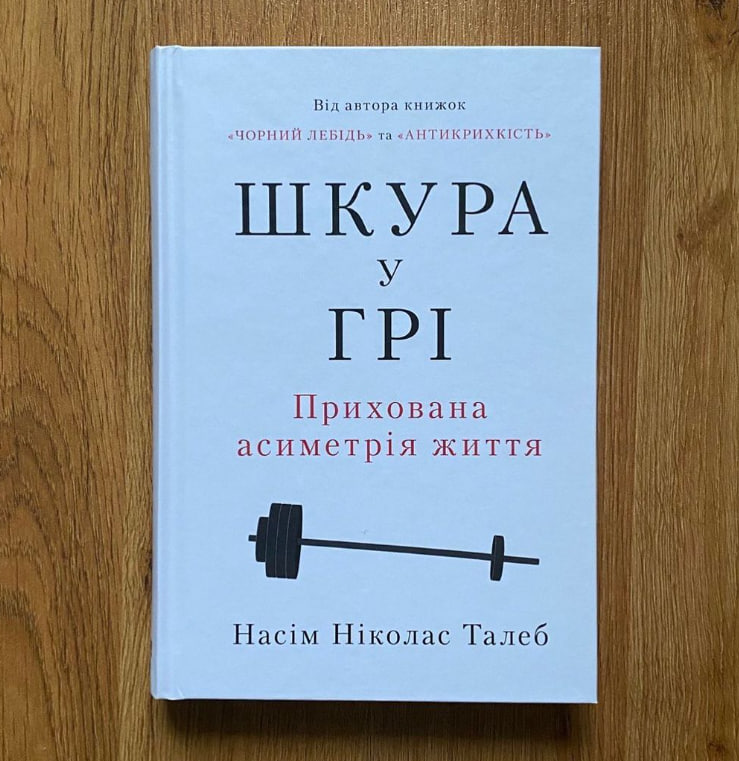 Від автора книжок
«ЧОРНИЙ ЛЕБІДЬ» та «АНТИКРИХКІСТЬ»
ШКУРА
У
ГРІ
Прихована
асиметрія життя
Насім Ніколас Талеб